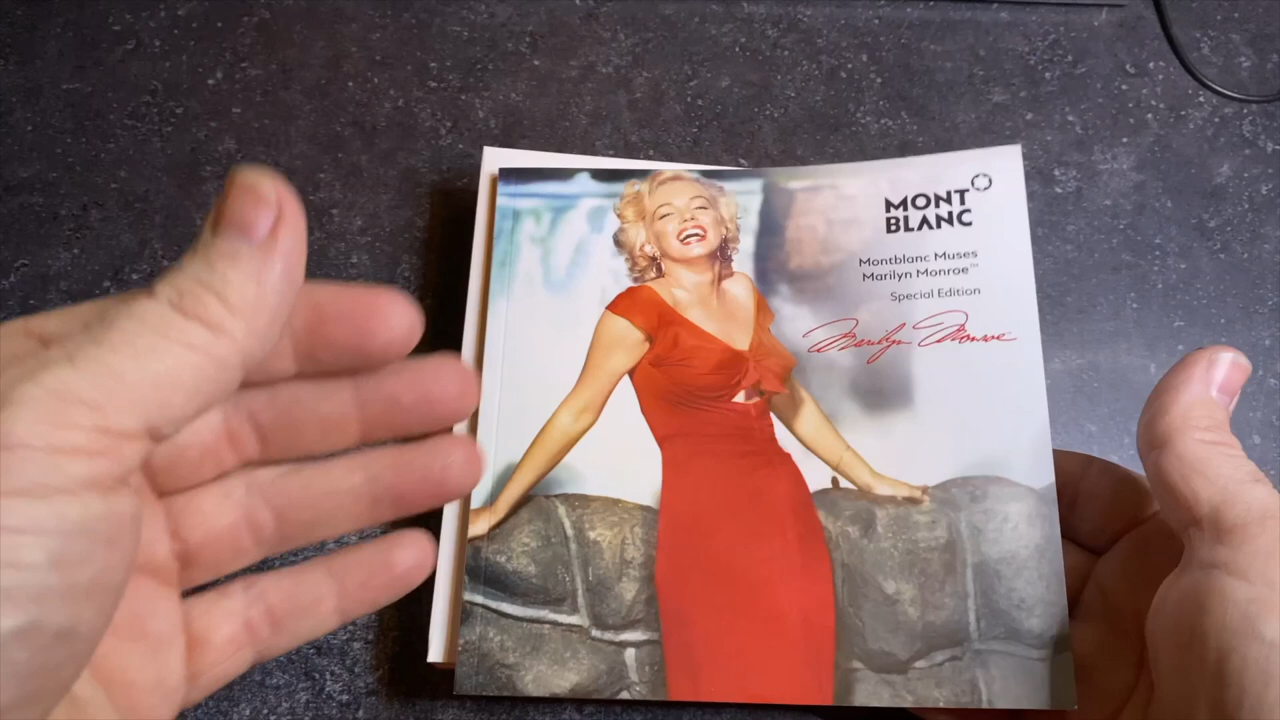 MONT
BLANC
Montblanc Muses
Marilyn Monroe™
Special Edition
Marilyn Monroe